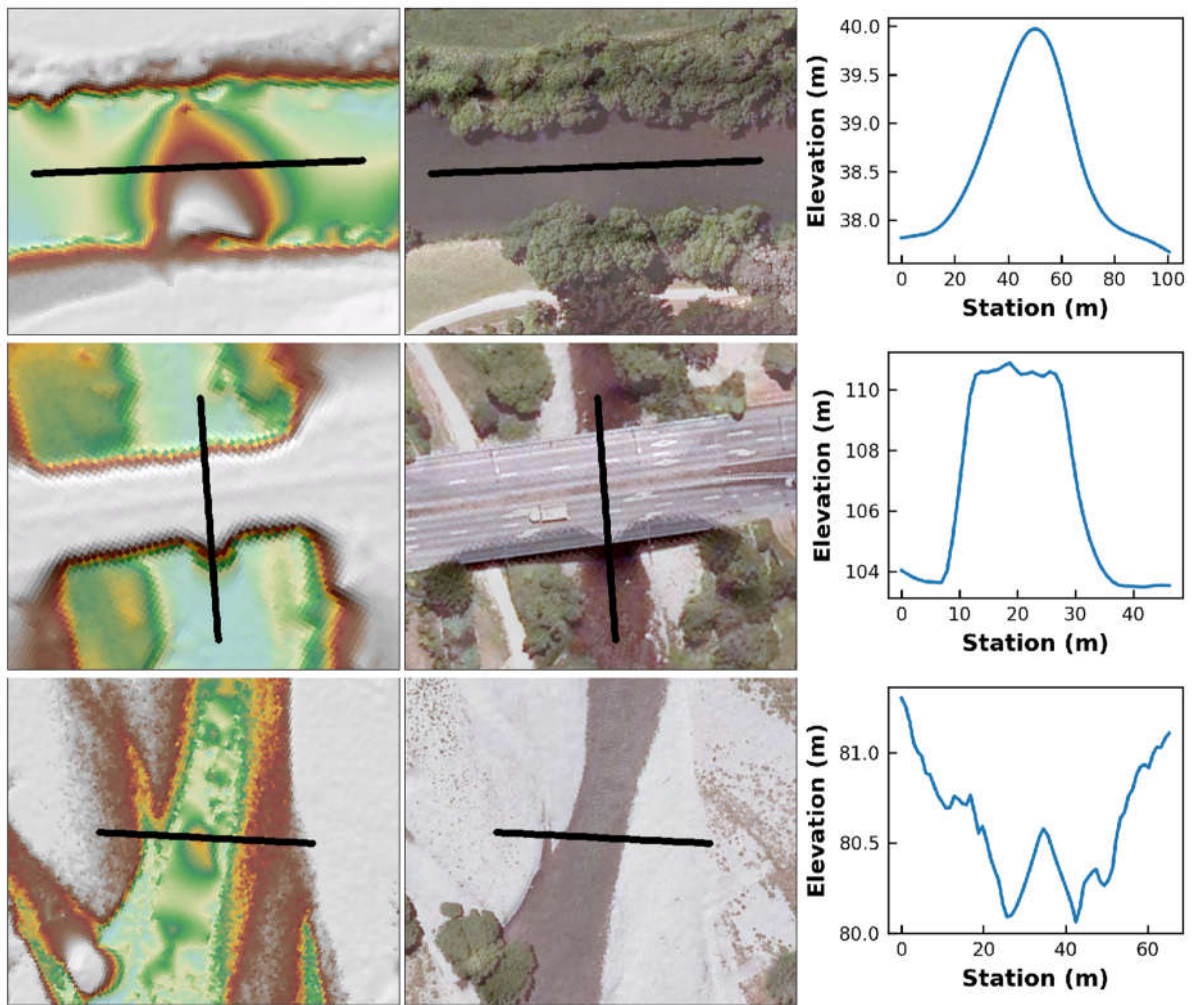 40.0
39.5
39.0
38.5
38.0
Elevation (m)
0 20 40 60 80 100
Station (m)
110
108
106
104
Elevation (m)
0 10 20 30 40
Station (m)
81.0
80.5
80.0
Elevation (m)
0 20 40 60
Station (m)